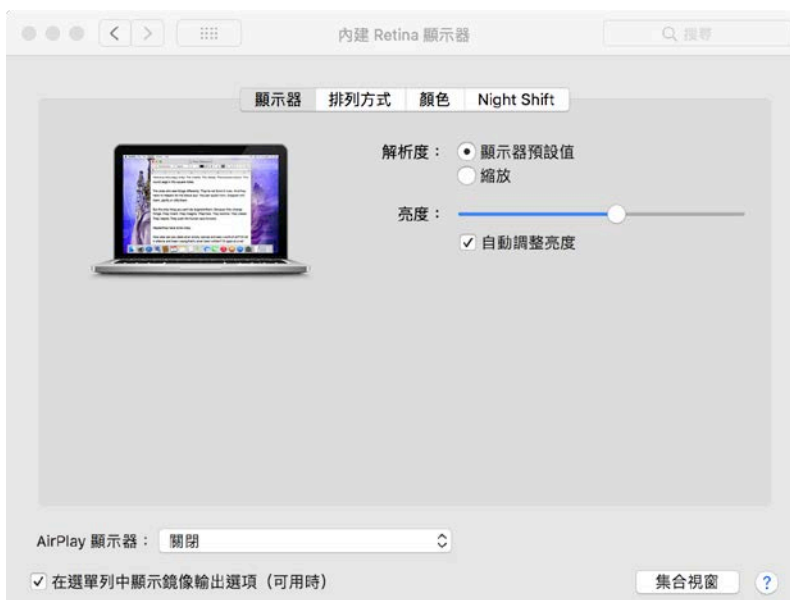 內建 Retina 顯示器
搜尋
顯示器 排列方式 顏色 Night Shift
解析度： 顯示器預設值
縮放
亮度：
自動調整亮度
AirPlay 顯示器： 關閉
在選單列中顯示鏡像輸出選項（可用時）
集合視窗 ?